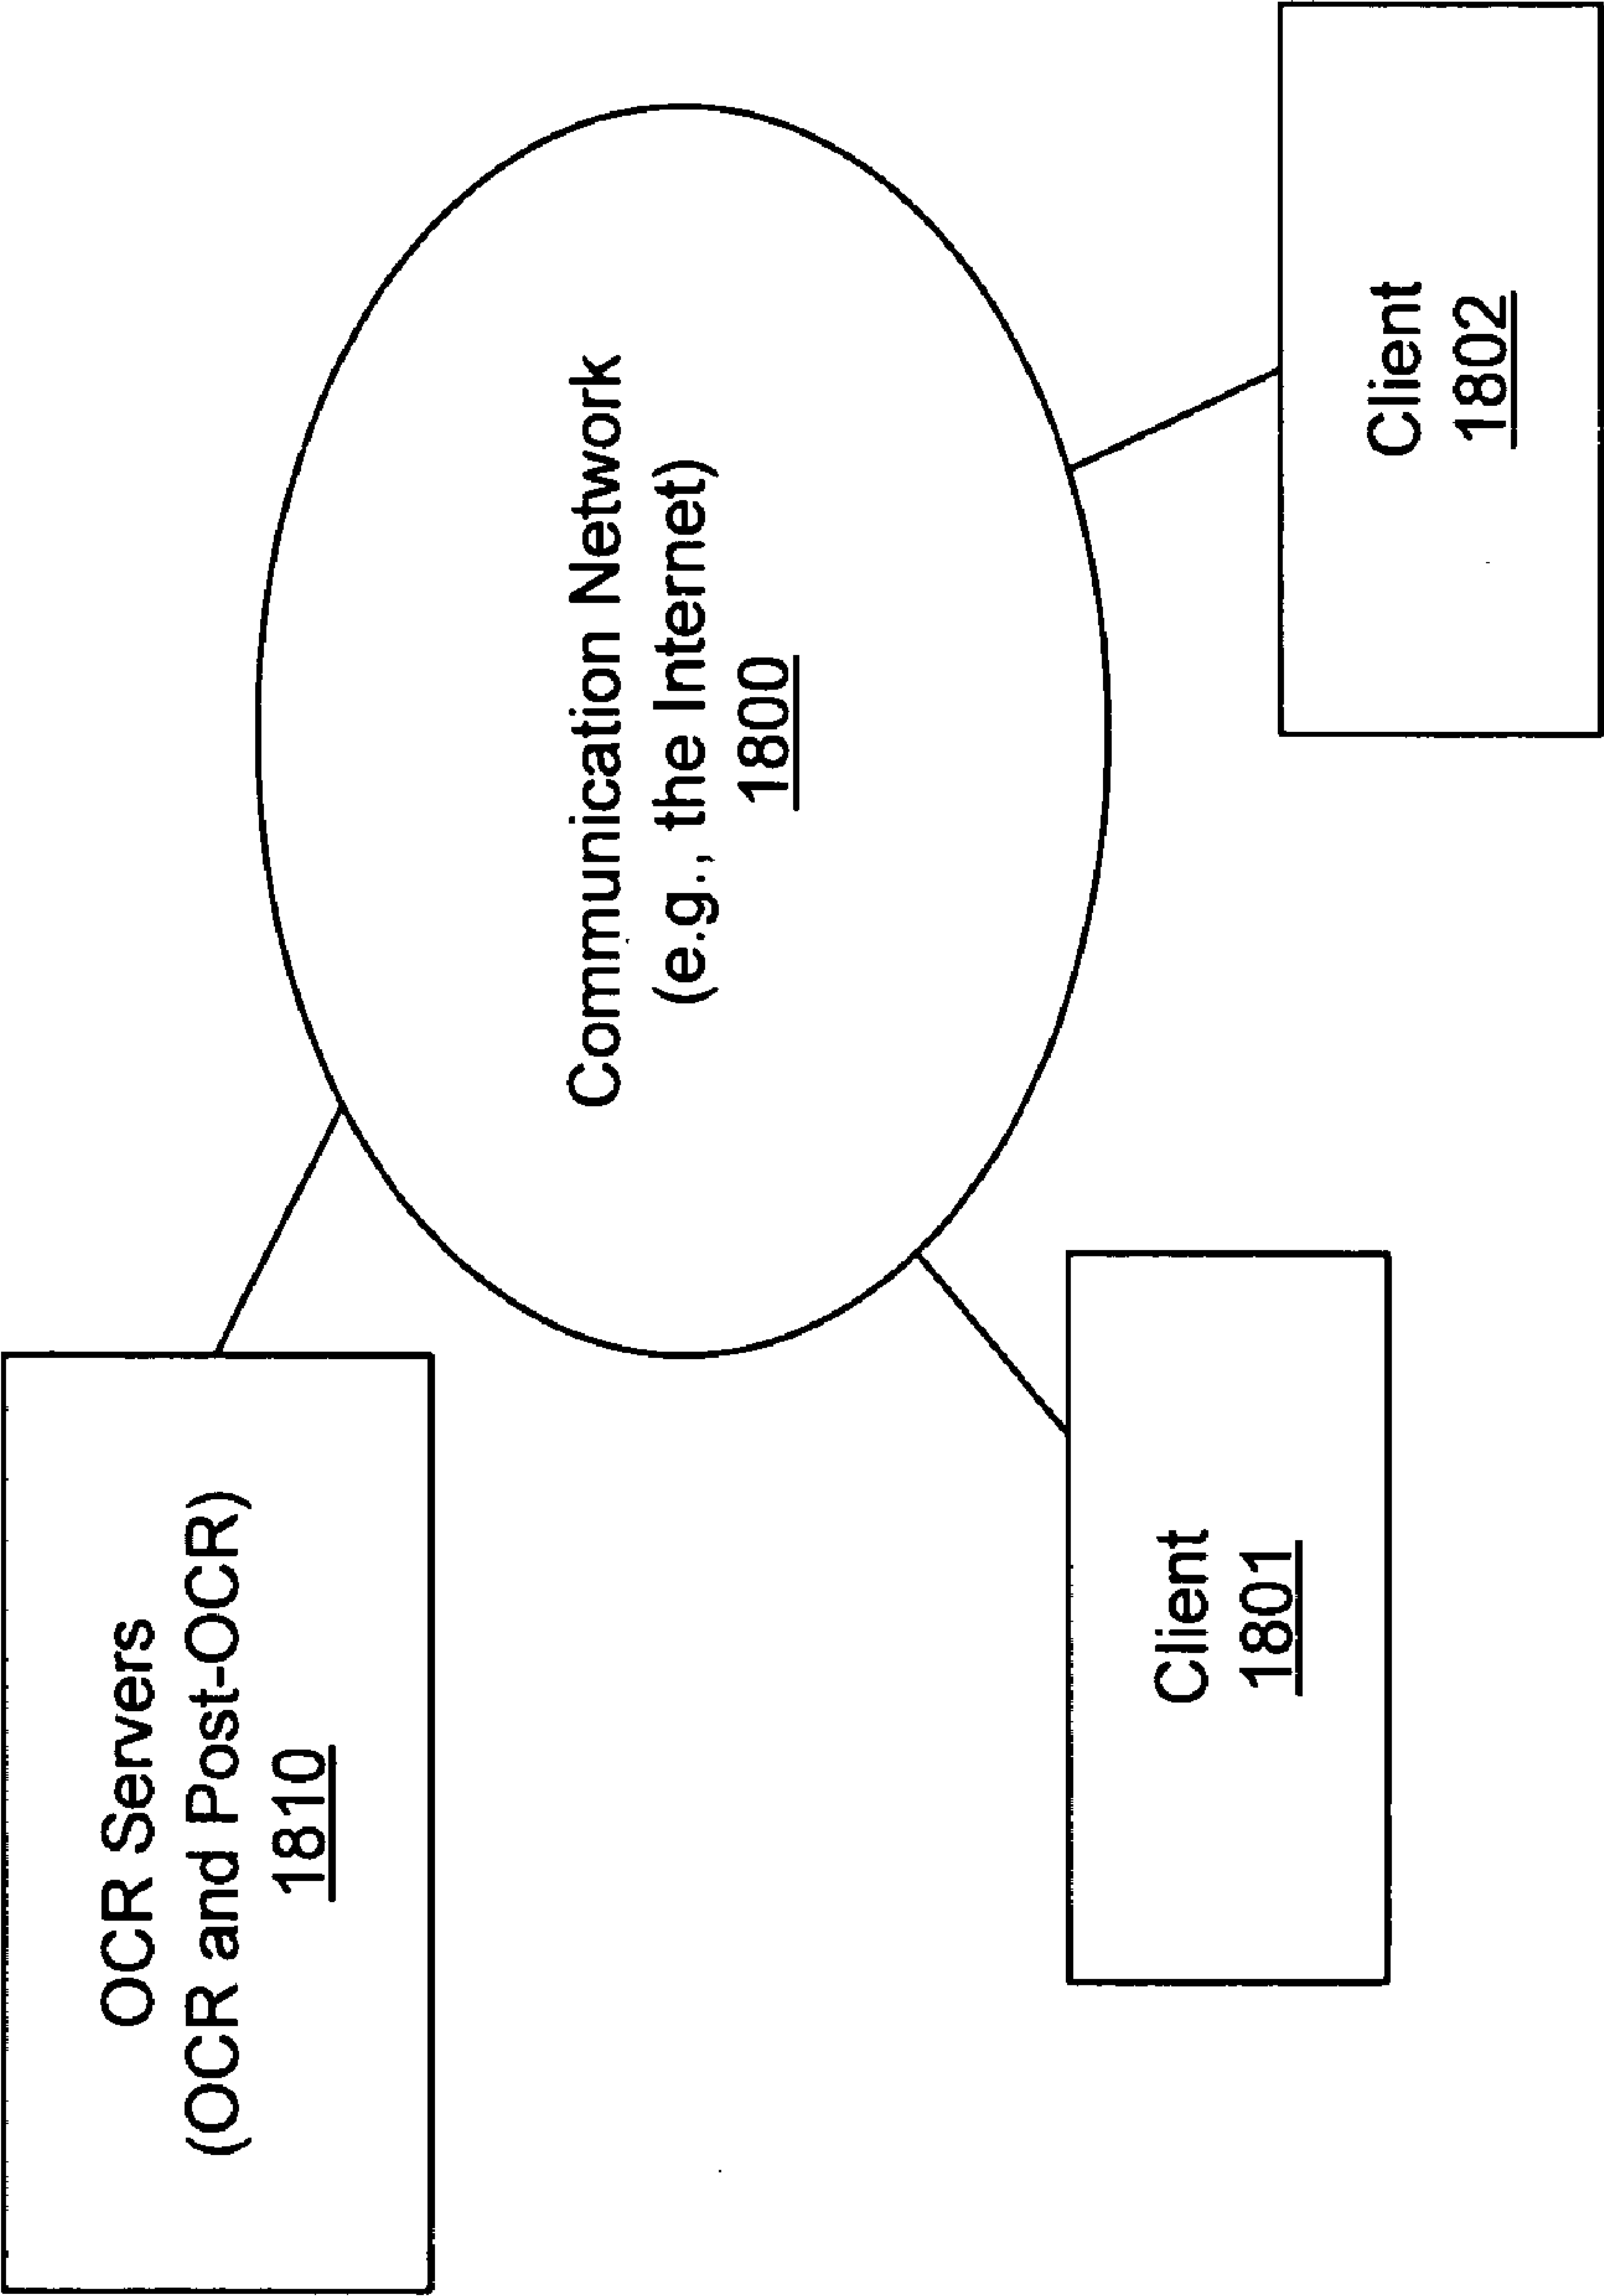 OCR Servers
(OCR and Post-OCR)
1810
Communication Network
(e.g., the Internet)
1800
Client
1801
Client
1802